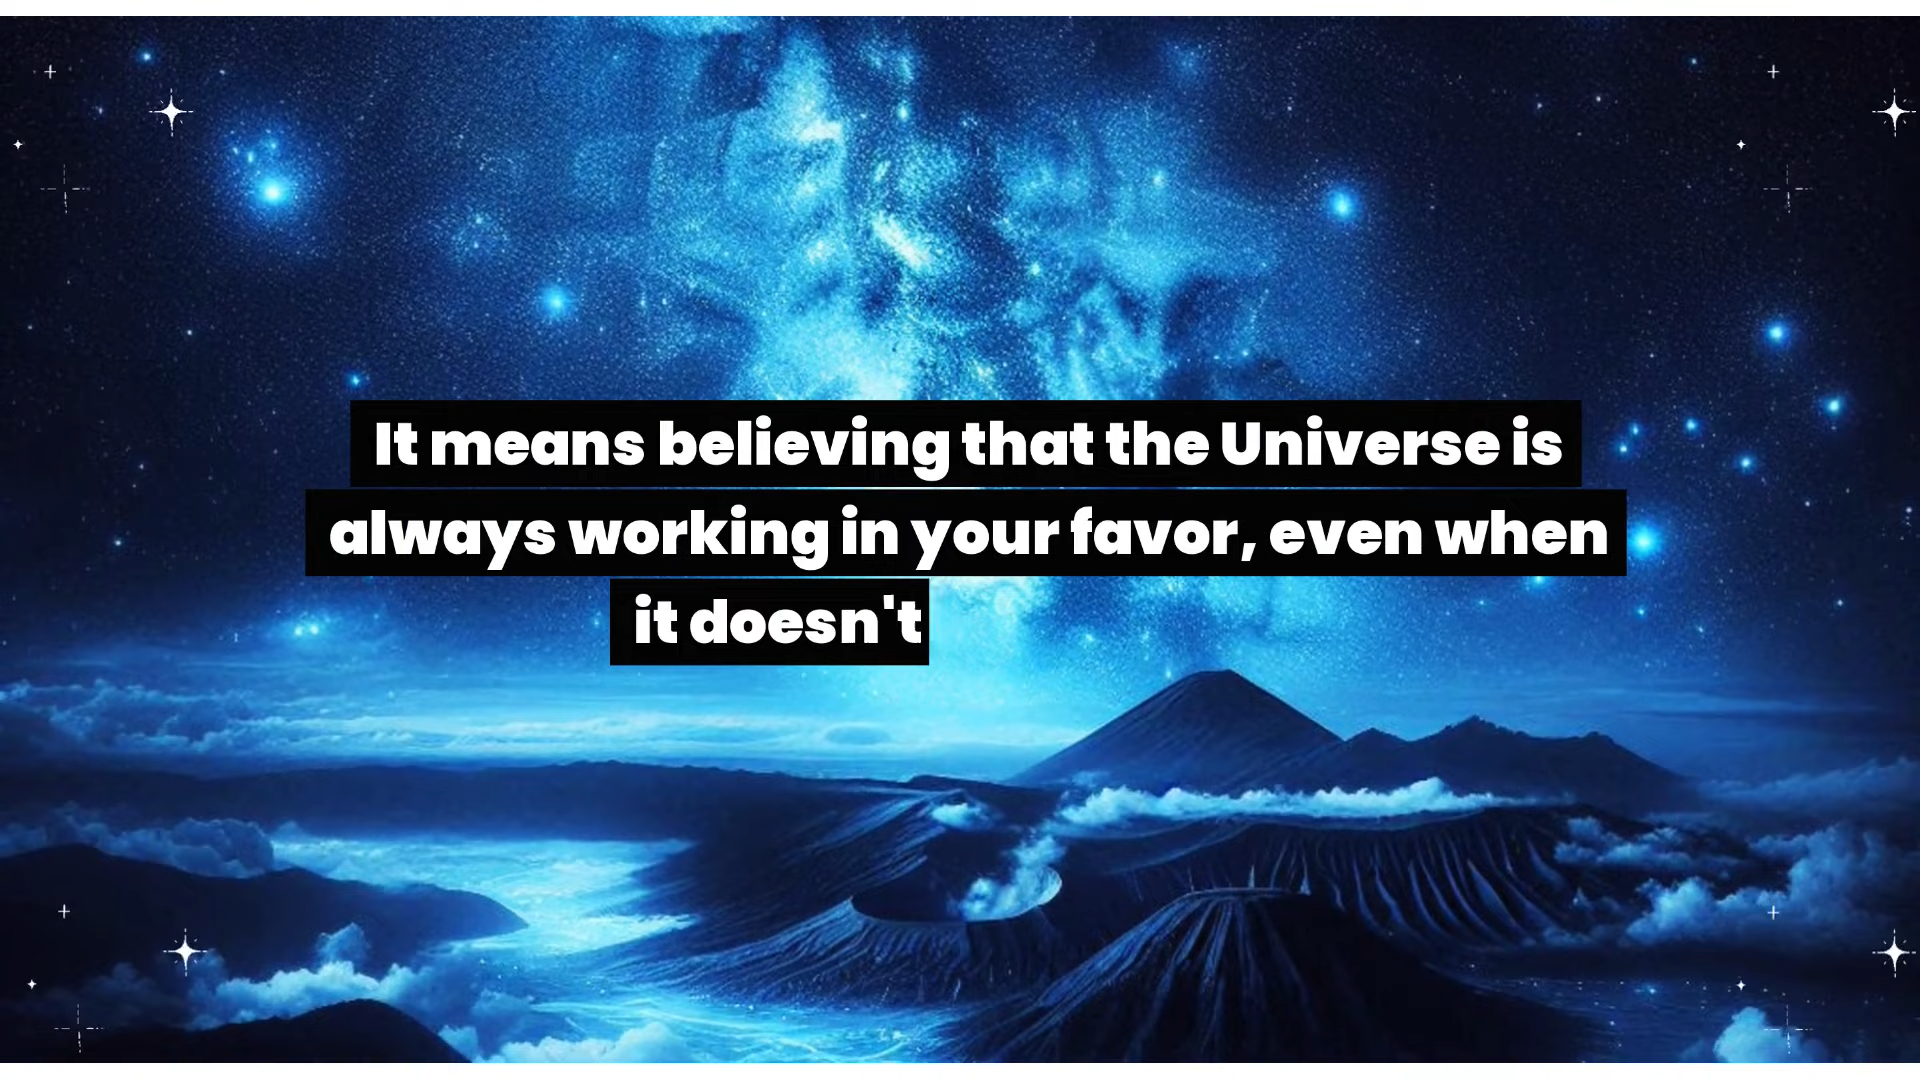 It means believing that the Universe is
always working in your favor, even when
it doesn't